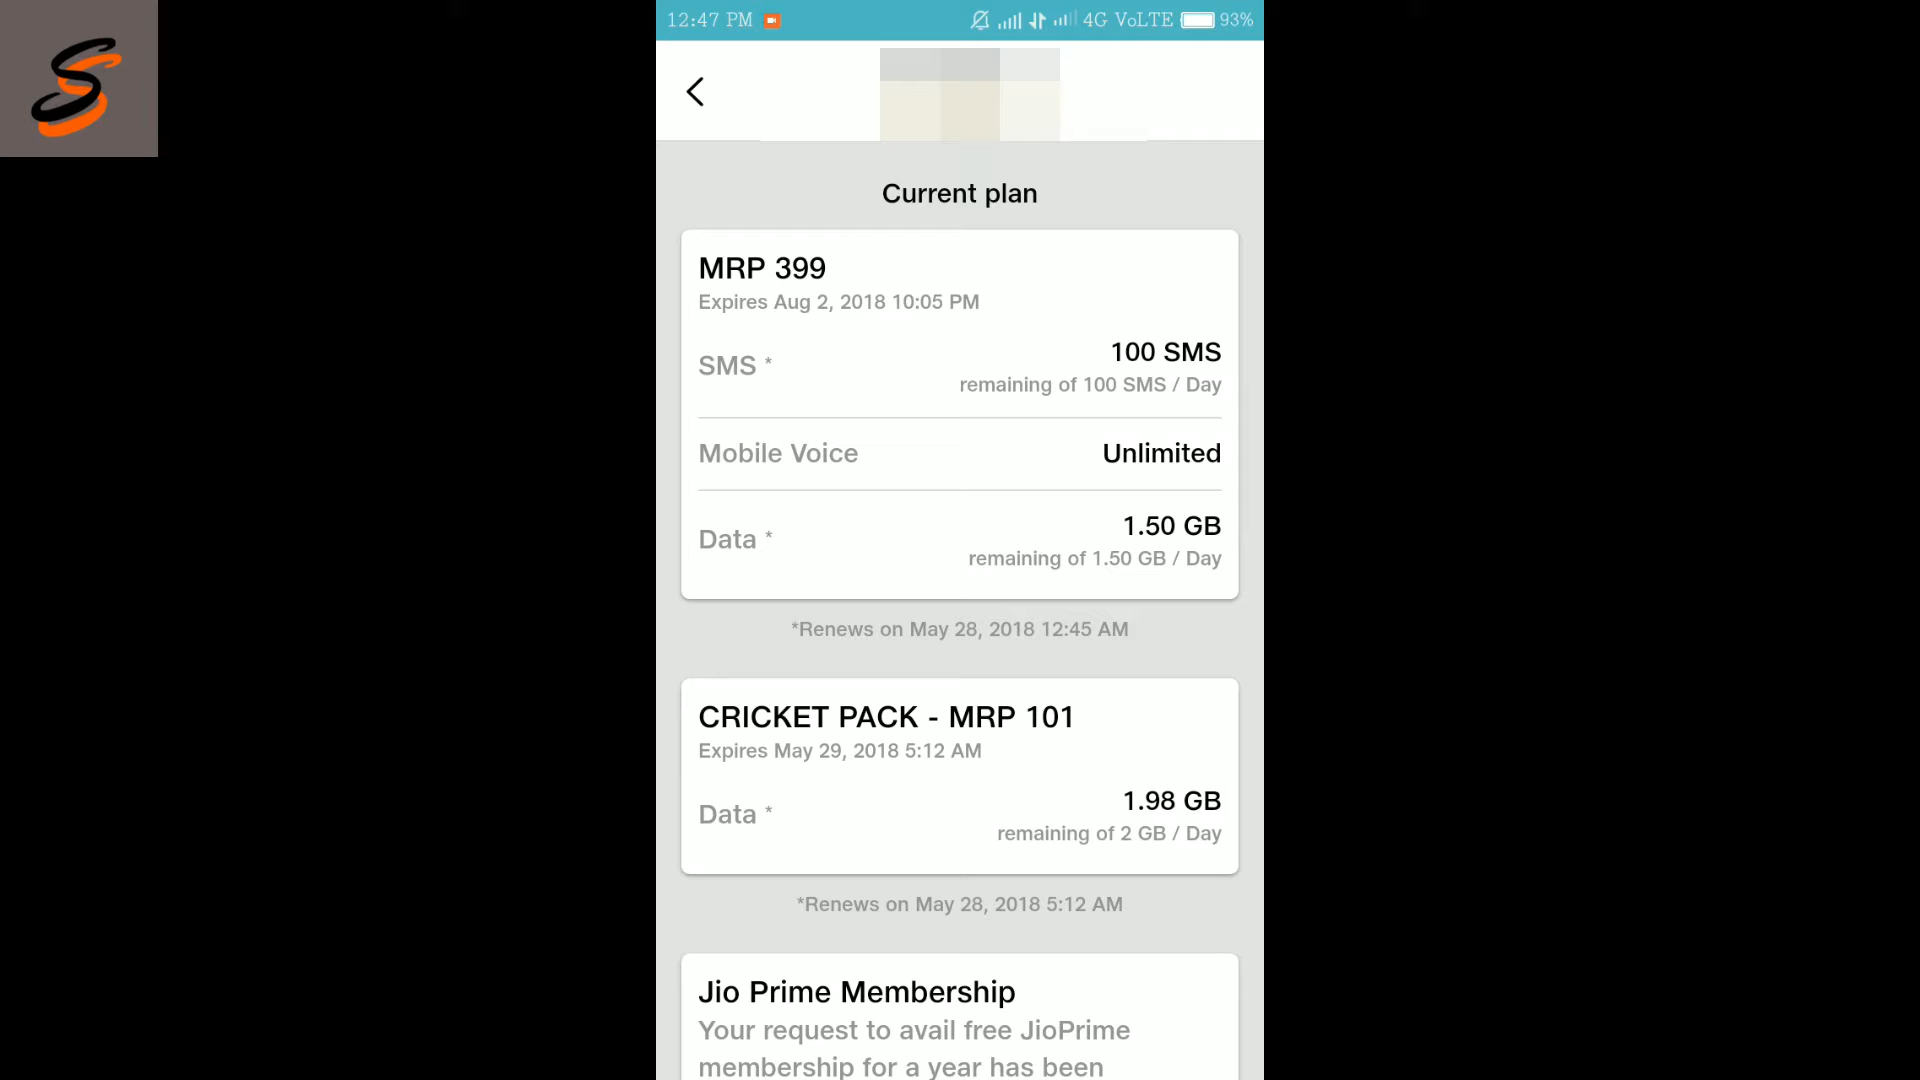 12:47 PM 4G VoLTE 93%
Current plan
MRP 399
Expires Aug 2, 2018 10:05 PM
SMS * 100 SMS
remaining of 100 SMS / Day
Mobile Voice Unlimited
Data * 1.50 GB
remaining of 1.50 GB / Day
*Renews on May 28, 2018 12:45 AM
CRICKET PACK - MRP 101
Expires May 29, 2018 5:12 AM
Data * 1.98 GB
remaining of 2 GB / Day
*Renews on May 28, 2018 5:12 AM
Jio Prime Membership
Your request to avail free JioPrime
membership for a year has been